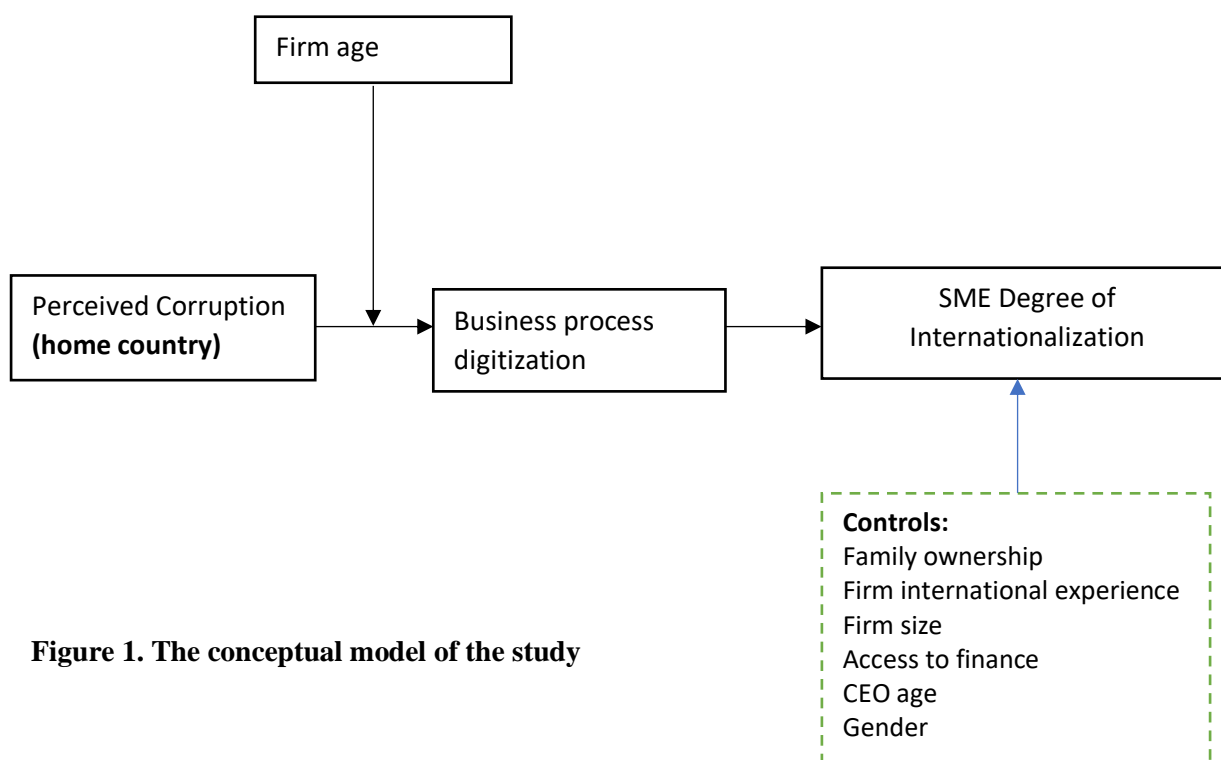 Firm age
Perceived Corruption
(home country)
Business process
digitization
SME Degree of
Internationalization
Controls:
Family ownership
Firm international experience
Firm size
Access to finance
CEO age
Gender
Figure 1. The conceptual model of the study